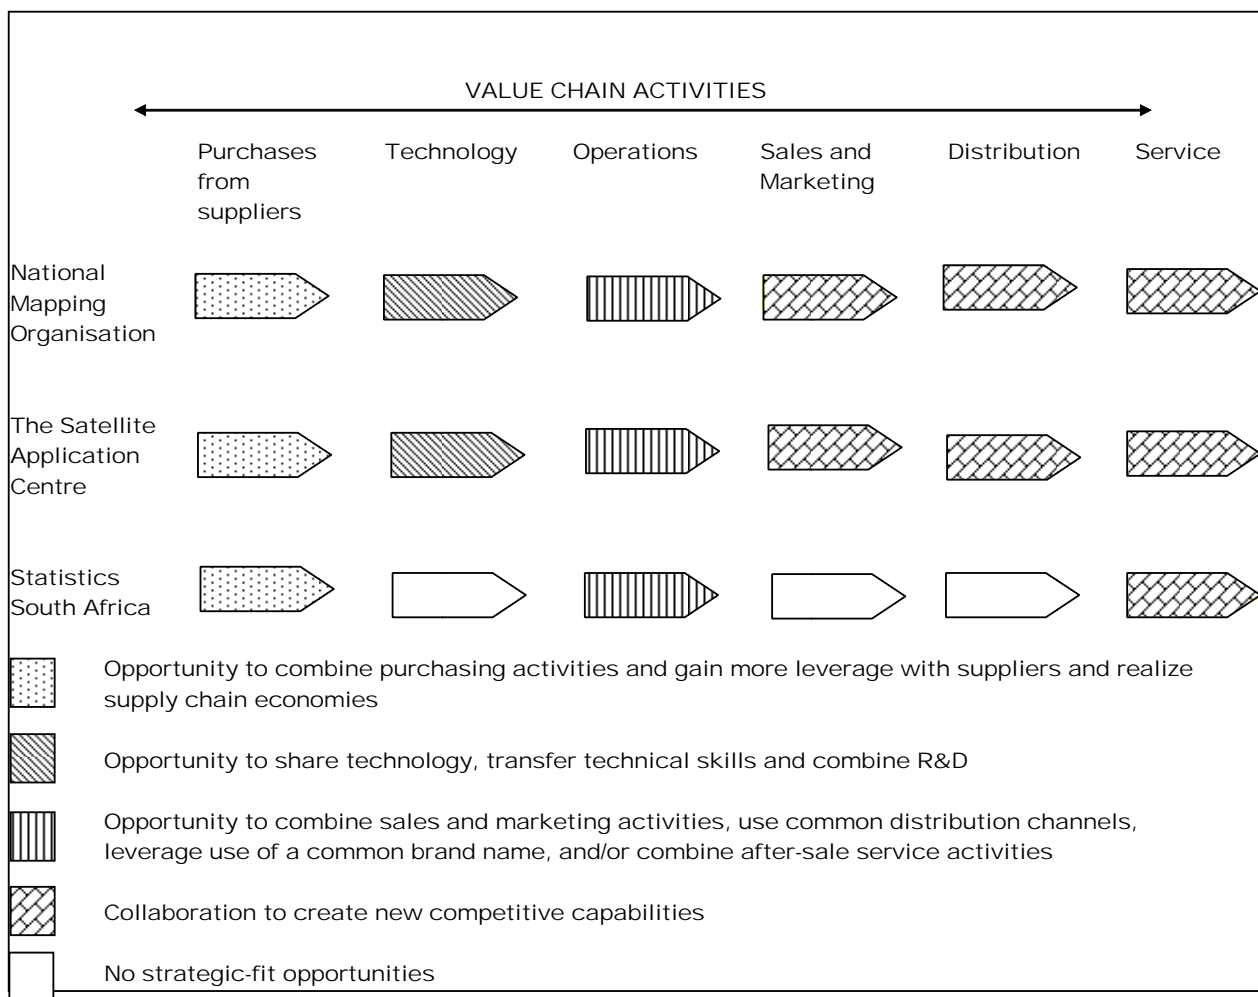 VALUE CHAIN ACTIVITIES
Purchases
from
suppliers
Technology
Operations
Sales and
Marketing
Distribution
Service
National
Mapping
Organisation
The Satellite
Application
Centre
Statistics
South Africa
Opportunity to combine purchasing activities and gain more leverage with suppliers and realize
supply chain economies
Opportunity to share technology, transfer technical skills and combine R&D
Opportunity to combine sales and marketing activities, use common distribution channels,
leverage use of a common brand name, and/or combine after-sale service activities
Collaboration to create new competitive capabilities
No strategic-fit opportunities